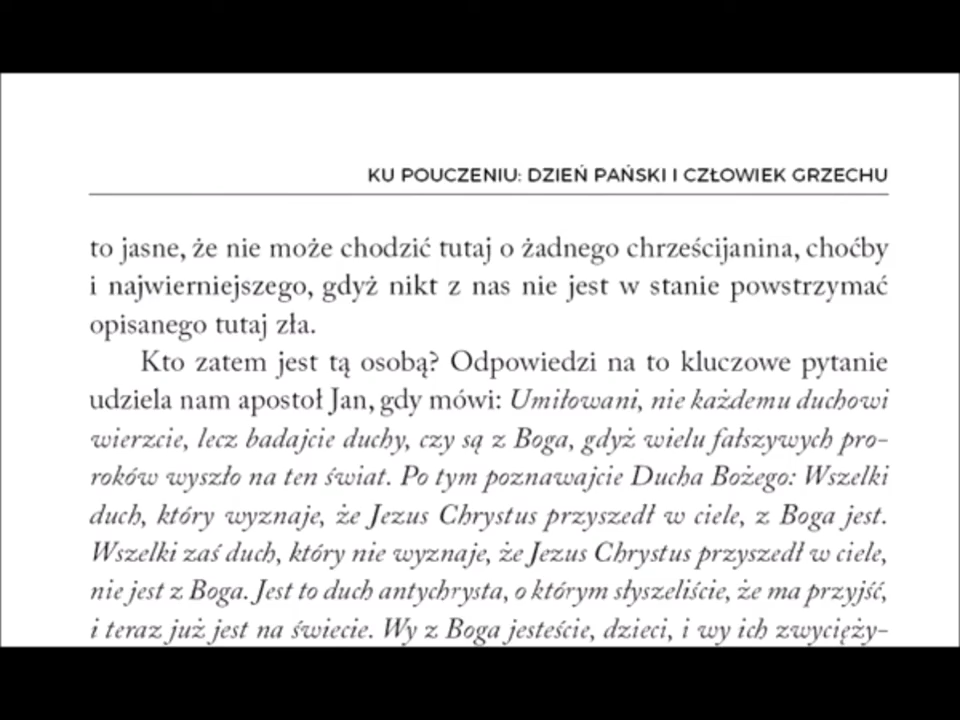 KU POUCZENIU: DZIEŃ PAŃSKI I CZŁOWIEK GRZECHU
to jasne, że nie może chodzić tutaj o żadnego chrześcijanina, choćby
i najwierniejszego, gdyż nikt z nas nie jest w stanie powstrzymać
opisanego tutaj zła.
Kto zatem jest tą osobą? Odpowiedzi na to kluczowe pytanie
udziela nam apostoł Jan, gdy mówi: Umiłowani, nie każdemu duchowi
wierzcie, lecz badajcie duchy, czy są z Boga, gdyż wielu fałszywych pro-
roków wyszło na ten świat. Po tym poznawajcie Ducha Bożego: Wszelki
duch, który wyznaje, że Jezus Chrystus przyszedł w ciele, z Boga jest.
Wszelki zaś duch, który nie wyznaje, że Jezus Chrystus przyszedł w ciele,
nie jest z Boga. Jest to duch antychrysta, o którym słyszeliście, że ma przyjść,
i teraz już jest na świecie. Wy z Boga jesteście, dzieci, i wy ich zwycięży-